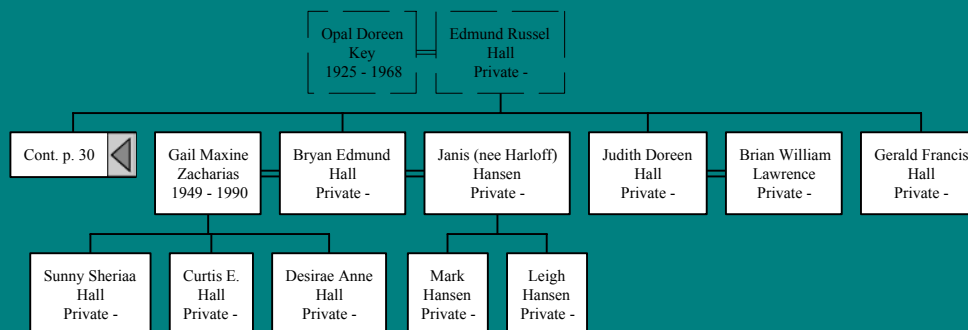 Opal Doreen
Key
1925 - 1968
Edmund Russel
Hall
Private -
Cont. p. 30
Gail Maxine
Zacharias
1949 - 1990
Bryan Edmund
Hall
Private -
Janis (nee Harloff)
Hansen
Private -
Judith Doreen
Hall
Private -
Brian William
Lawrence
Private -
Gerald Francis
Hall
Private -
Sunny Sheriaa
Hall
Private -
Curtis E.
Hall
Private -
Desirae Anne
Hall
Private -
Mark
Hansen
Private -
Leigh
Hansen
Private -